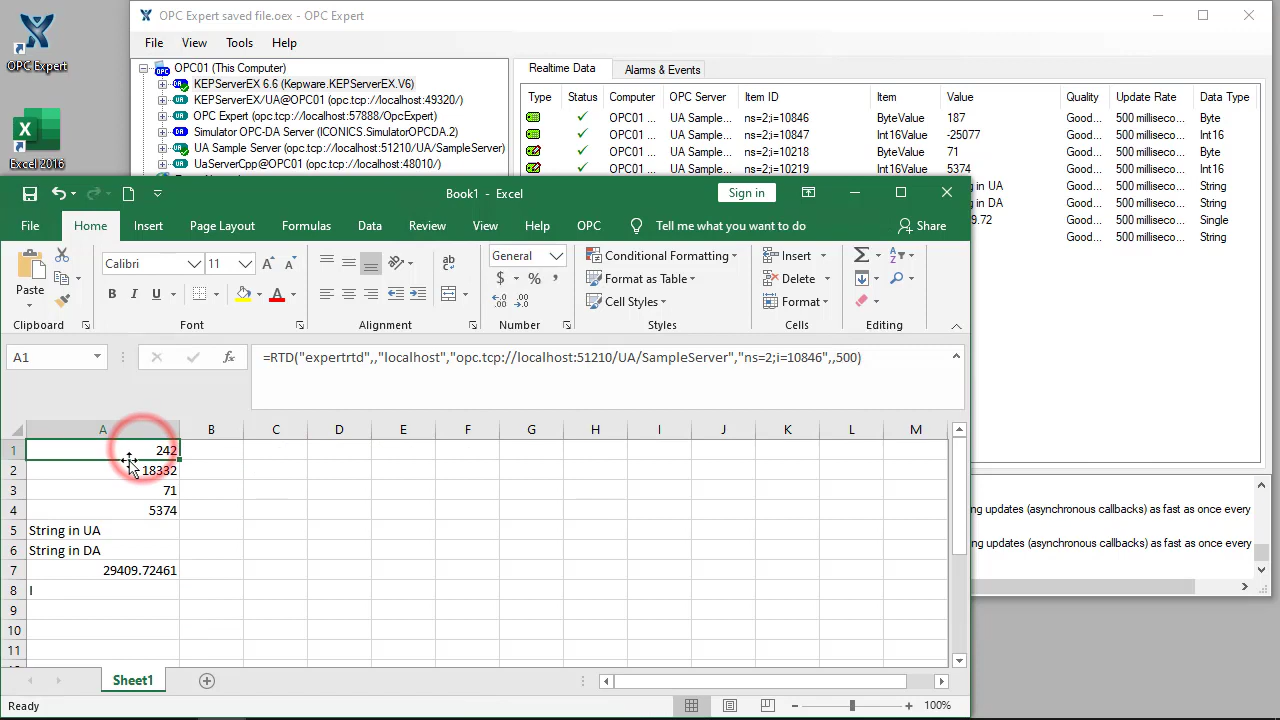 OPC Expert
Excel 2016
OPC Expert saved file.oex - OPC Expert
File View Tools Help
OPC01 (This Computer)
KEPServerEX 6.6 (Kepware.KEPServerEX.V6)
KEPServerEX/UA@OPC01 (opc.tcp://localhost:49320/)
OPC Expert (opc.tcp://localhost:57888/OpcExpert)
Simulator OPC-DA Server (ICONICS.SimulatorOPCDA.2)
UA Sample Server (opc.tcp://localhost:51210/UA/SampleServer)
UaServerCpp@OPC01 (opc.tcp://localhost:48010/)
Realtime Data Alarms & Events
Type Status Computer OPC Server Item ID Item Value Quality Update Rate Data Type
OPC01 ... UA Sample... ns=2;i=10846 ByteValue 187 Good... 500 milliseco... Byte
OPC01 ... UA Sample... ns=2;i=10847 Int16Value -25077 Good... 500 milliseco... Int16
OPC01 ... UA Sample... ns=2;i=10218 ByteValue 71 Good... 500 milliseco... Byte
OPC01 ... UA Sample... ns=2;i=10219 Int16Value 5374 Good... 500 milliseco... Int16
in UA Good... 500 milliseco... String
in DA Good... 500 milliseco... String
9.72 Good... 500 milliseco... Single
Good... 500 milliseco... String
Book1 - Excel
Sign in
File Home Insert Page Layout Formulas Data Review View Help OPC Tell me what you want to do Share
Paste
Calibri 11
B I U
ab
General
$ % ,
Conditional Formatting
Format as Table
Cell Styles
Insert
Delete
Format
Clipboard Font Alignment Number Styles Cells Editing
A1 fx =RTD("expertrtd",,"localhost","opc.tcp://localhost:51210/UA/SampleServer","ns=2;i=10846",,500)
A B C D E F G H I J K L M
1 242
2 18332
3 71
4 5374
5 String in UA
6 String in DA
7 29409.72461
8 I
9
10
11
ng updates (asynchronous callbacks) as fast as once every
ng updates (asynchronous callbacks) as fast as once every
Sheet1
Ready 100%